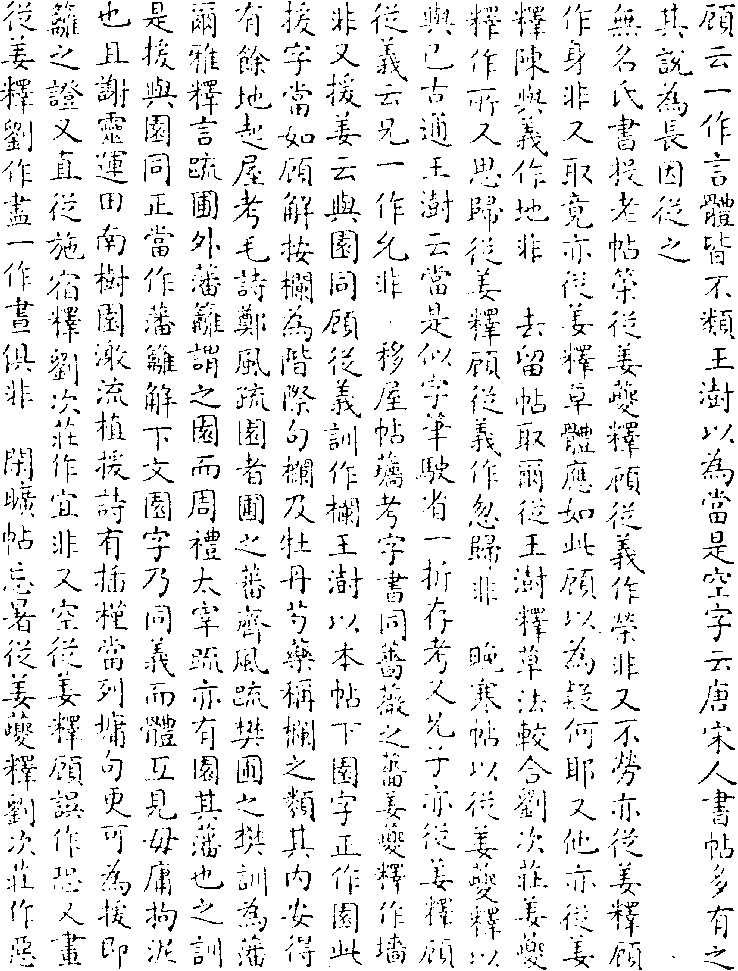 顧云一作言體皆不類王澍以為當是空字云唐宋人書帖多有之
其說為長因從之
無名氏書投老帖築從姜夔釋顧從義作榮非又不勞亦從姜釋顧
作身非又取竟亦從姜釋草體應如此顧以為疑何耶又他亦從姜
釋陳與義作地非　去留帖取爾從王澍釋草法較合劉次莊姜夔
釋作所又思歸從姜釋顧從義作忽歸非　晚寒帖以從姜夔釋以
與已古通王澍云當是似字筆駛省一折存考又兄于亦從姜釋顧
從義云兄一作允非　移屋帖蘠考字書同薔薇之薔姜夔釋作墻
非又援姜云與園同顧從義訓作欄王澍以本帖下園字正作園此
援字當如顧解按欄為階際句欄及牡丹芍藥稱欄之類其內安得
有餘地起屋考毛詩鄭風疏園者圃之蕃齊風疏樊圃之樊訓為藩
爾雅釋言疏圃外藩籬謂之園而周禮太宰疏亦有園其藩也之訓
是援與園同正當作藩籬解下文園字乃同義而體互見毋庸拘泥
也且謝靈運田南樹園激流植援詩有插槿當列墉句更可為援即
籬之證又直從施宿釋劉次莊作宜非又空從姜釋顧誤作恐又畫
從姜釋劉作盡一作晝俱非　閑曠帖忘暑從姜夔釋劉次莊作惡